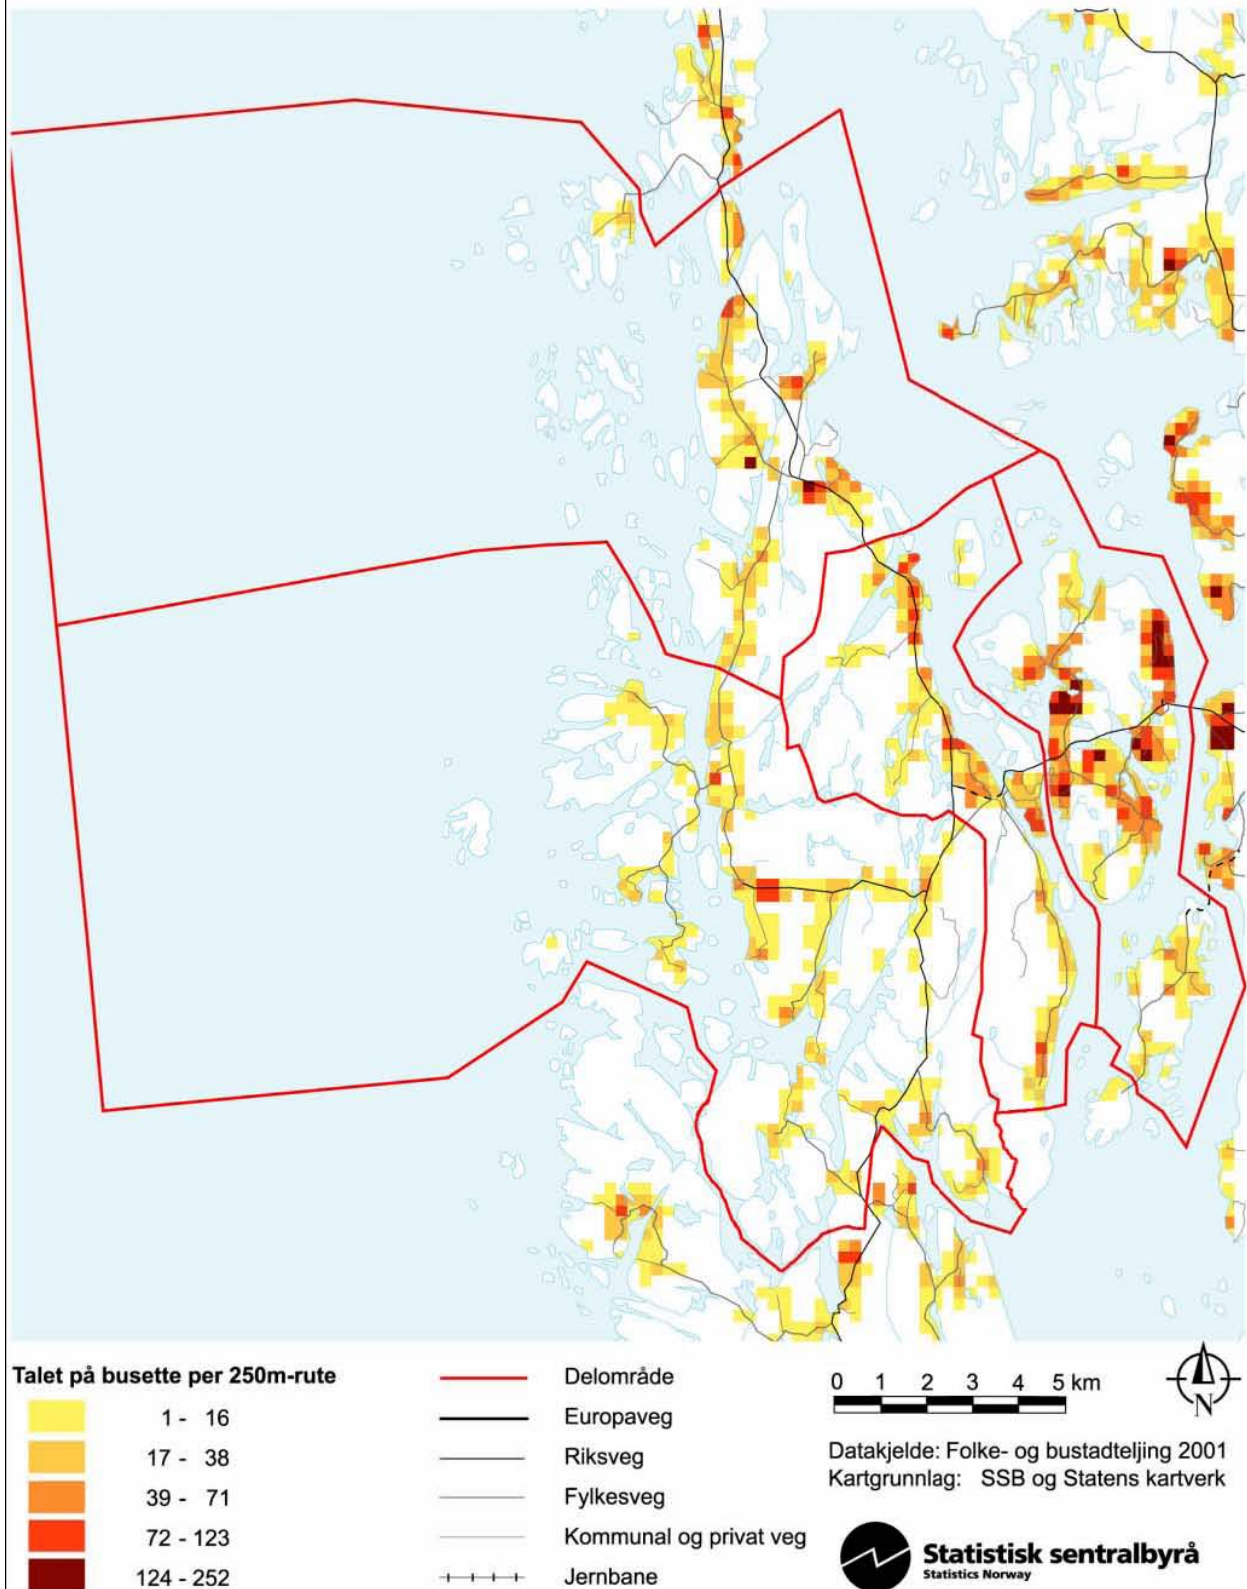 Talet på busette per 250m-rute
1 - 16
17 - 38
39 - 71
72 - 123
124 - 252
Delområde
Europaveg
Riksveg
Fylkesveg
Kommunal og privat veg
Jernbane
0 1 2 3 4 5 km
N
Datakjelde: Folke- og bustadteljing 2001
Kartgrunnlag: SSB og Statens kartverk
Statistisk sentralbyrå
Statistics Norway